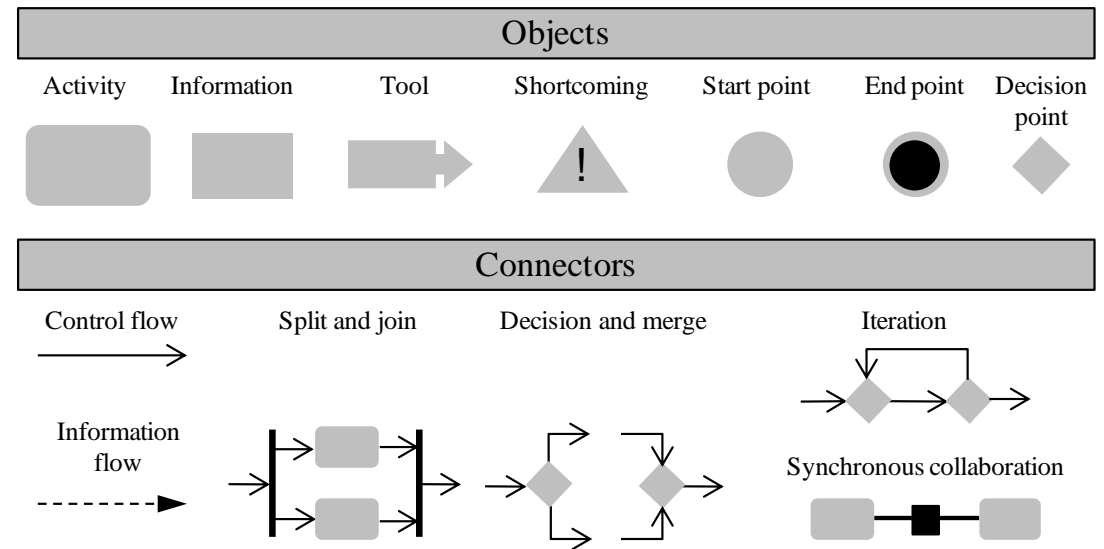 Objects
Activity
Information
Tool
Shortcoming
Start point
End point
Decision
point
!
Connectors
Control flow
Split and join
Decision and merge
Iteration
Information
flow
Synchronous collaboration